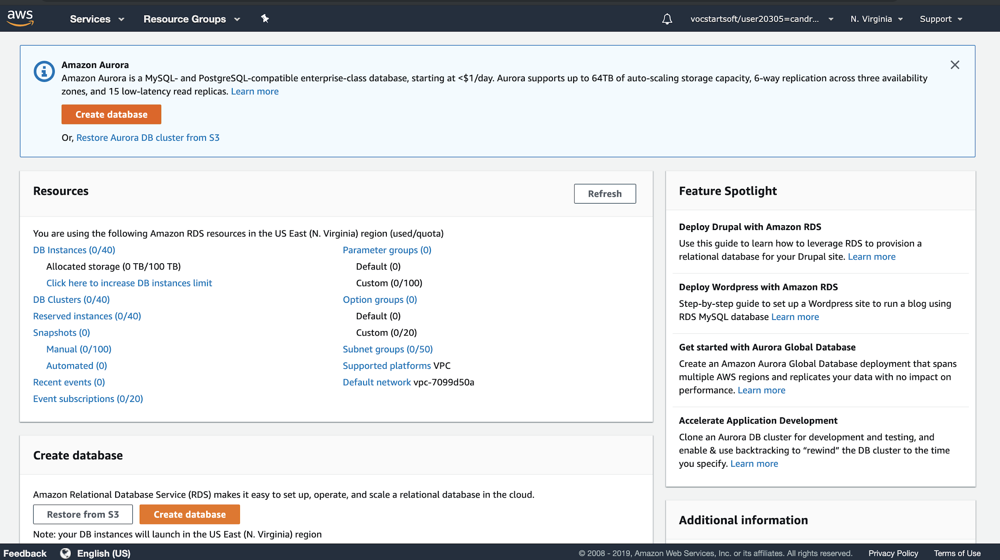 aws
Services
Resource Groups
vocstartsoft/user20305=candr...
N. Virginia
Support
Amazon Aurora
Amazon Aurora is a MySQL- and PostgreSQL-compatible enterprise-class database, starting at <$1/day. Aurora supports up to 64TB of auto-scaling storage capacity, 6-way replication across three availability
zones, and 15 low-latency read replicas. Learn more
Create database
Or, Restore Aurora DB cluster from S3
Resources
Refresh
You are using the following Amazon RDS resources in the US East (N. Virginia) region (used/quota)
DB Instances (0/40)
Allocated storage (0 TB/100 TB)
Click here to increase DB instances limit
DB Clusters (0/40)
Reserved instances (0/40)
Snapshots (0)
Manual (0/100)
Automated (0)
Recent events (0)
Event subscriptions (0/20)
Parameter groups (0)
Default (0)
Custom (0/100)
Option groups (0)
Default (0)
Custom (0/20)
Subnet groups (0/50)
Supported platforms VPC
Default network vpc-7099d50a
Create database
Amazon Relational Database Service (RDS) makes it easy to set up, operate, and scale a relational database in the cloud.
Restore from S3
Create database
Note: your DB instances will launch in the US East (N. Virginia) region
Feature Spotlight
Deploy Drupal with Amazon RDS
Use this guide to learn how to leverage RDS to provision a
relational database for your Drupal site. Learn more
Deploy Wordpress with Amazon RDS
Step-by-step guide to set up a Wordpress site to run a blog using
RDS MySQL database Learn more
Get started with Aurora Global Database
Create an Amazon Aurora Global Database deployment that spans
multiple AWS regions and replicates your data with no impact on
performance. Learn more
Accelerate Application Development
Clone an Aurora DB cluster for development and testing, and
enable & use backtracking to “rewind” the DB cluster to the time
you specify. Learn more
Additional information
Feedback
English (US)
© 2008 - 2019, Amazon Web Services, Inc. or its affiliates. All rights reserved.
Privacy Policy
Terms of Use